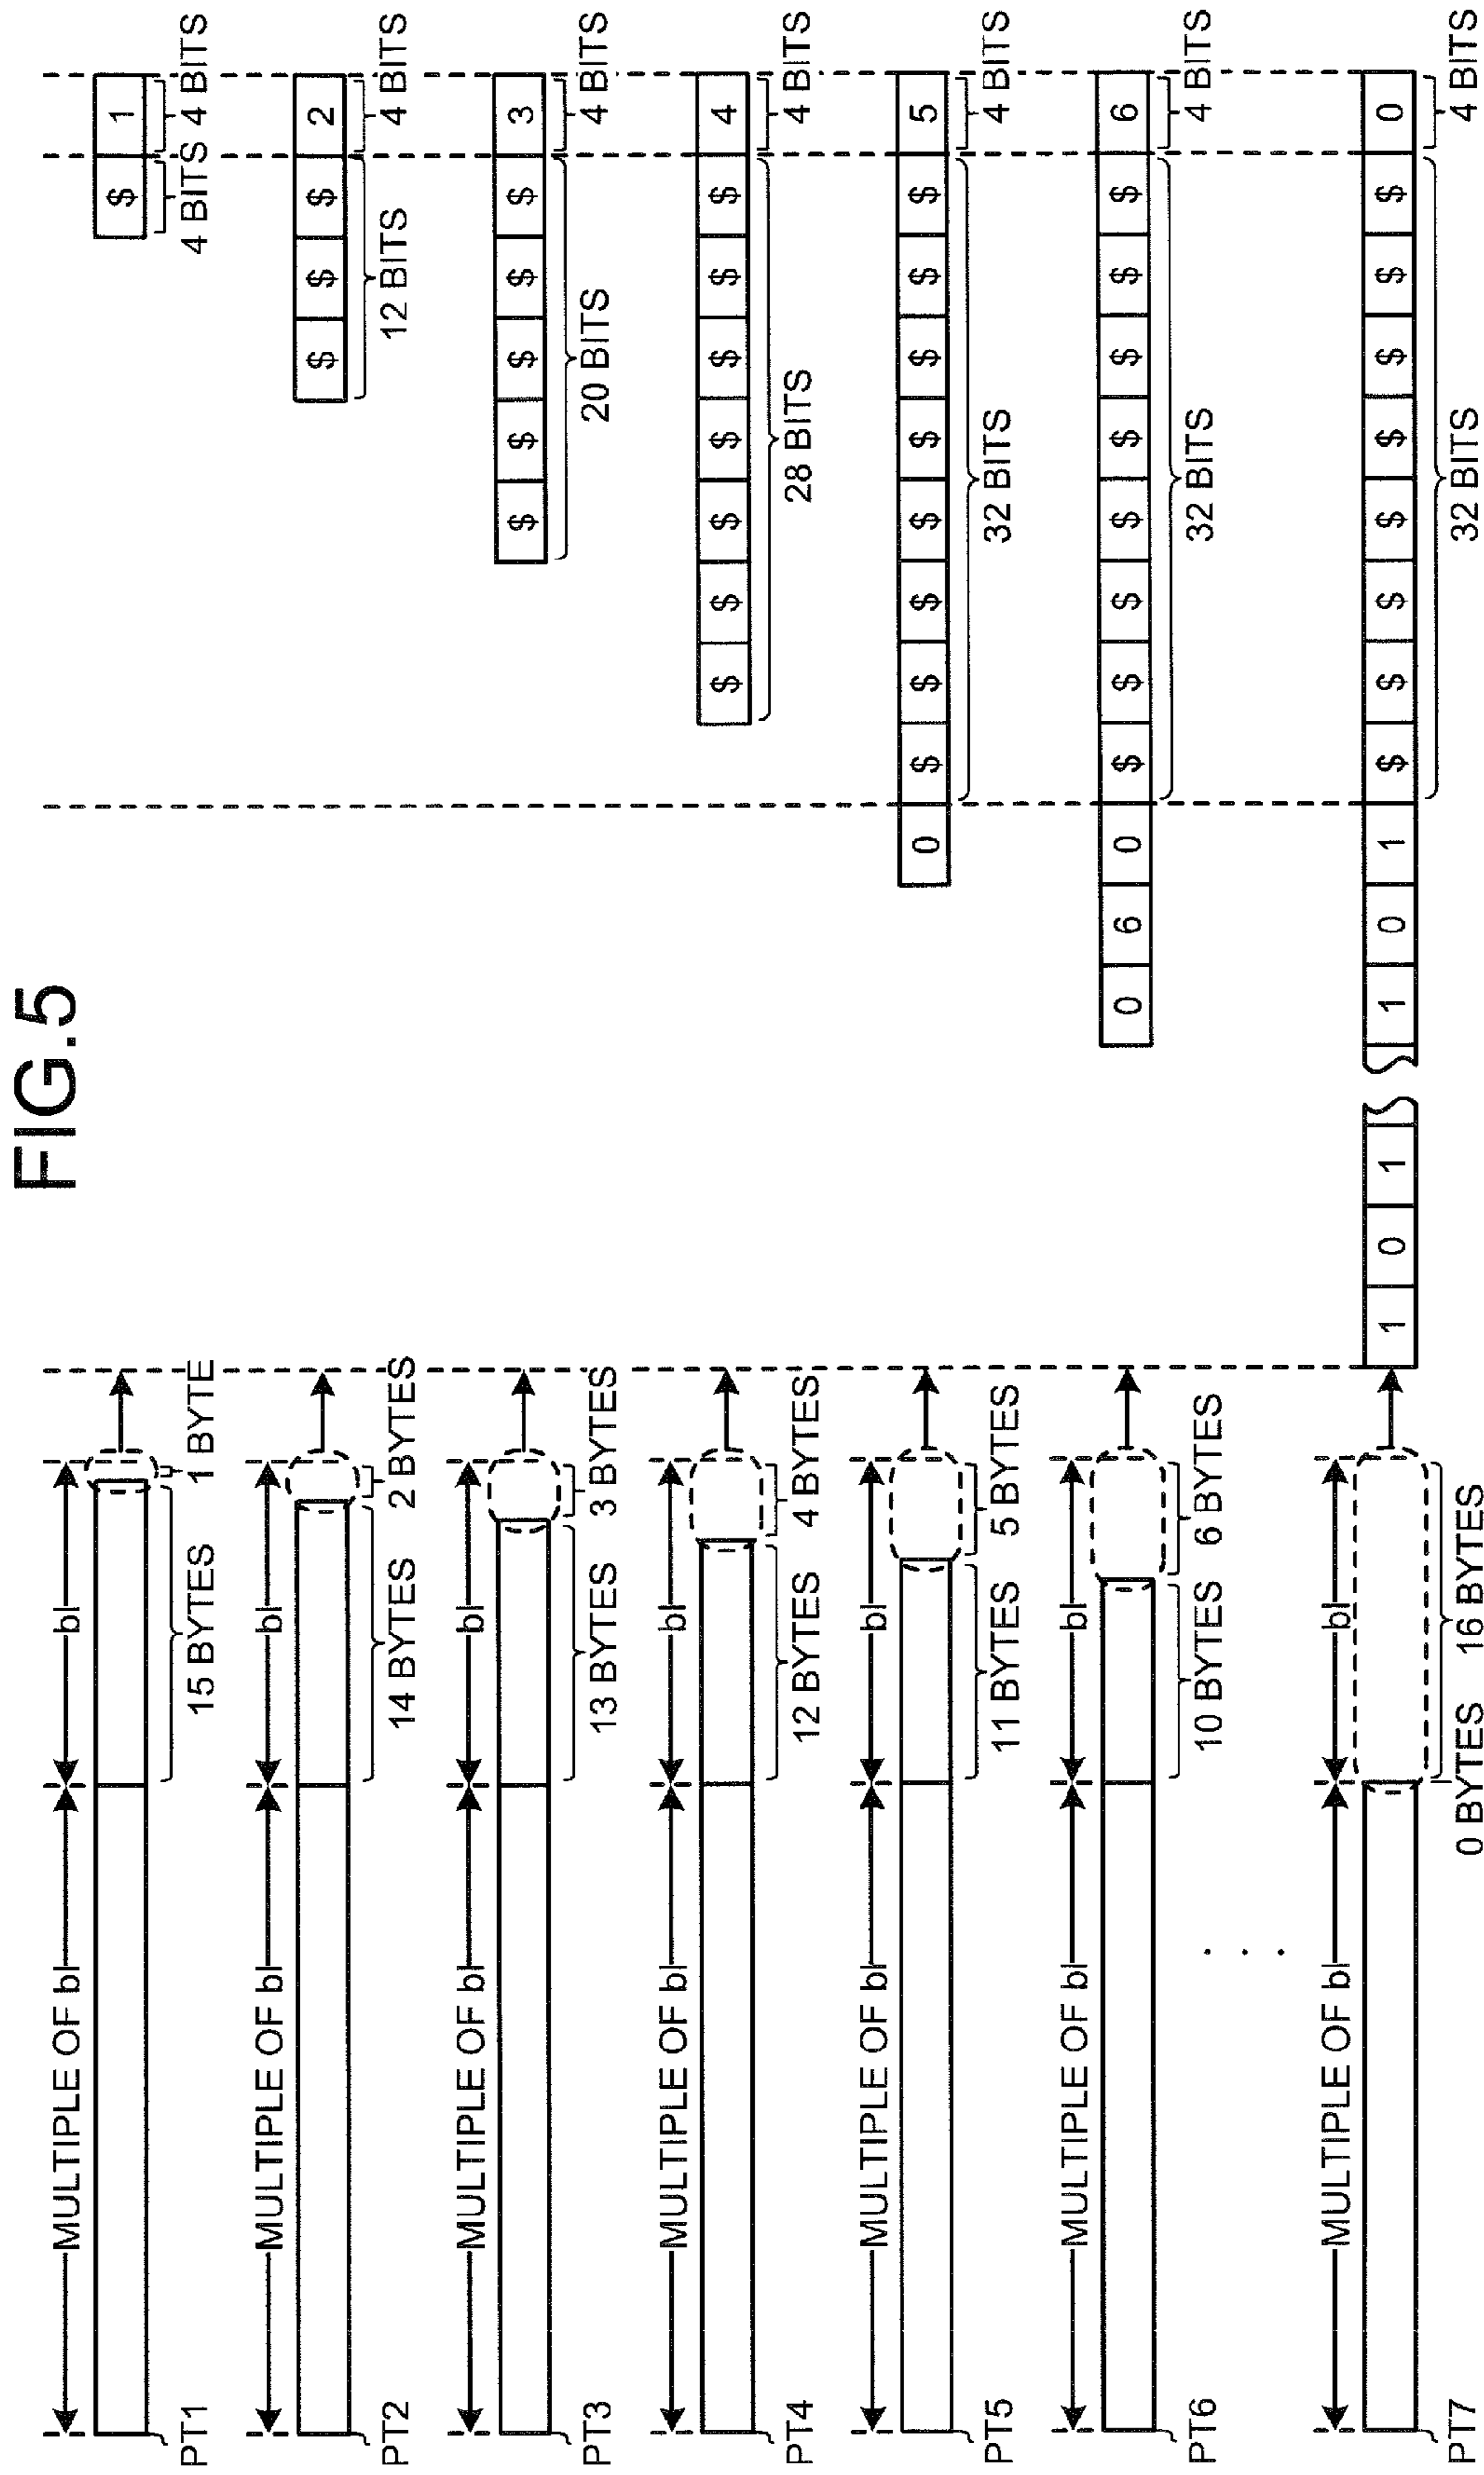 FIG.5
MULTIPLE OF bl bl
PT1 15 BYTES 1 BYTE
$ 1
4 BITS 4 BITS
MULTIPLE OF bl bl
PT2 14 BYTES 2 BYTES
$ $ $ 2
12 BITS 4 BITS
MULTIPLE OF bl bl
PT3 13 BYTES 3 BYTES
$ $ $ $ $ 3
20 BITS 4 BITS
MULTIPLE OF bl bl
PT4 12 BYTES 4 BYTES
$ $ $ $ $ $ $ 4
28 BITS 4 BITS
MULTIPLE OF bl bl
PT5 11 BYTES 5 BYTES
0 $ $ $ $ $ $ $ $ 5
32 BITS 4 BITS
MULTIPLE OF bl bl
PT6 10 BYTES 6 BYTES
0 6 0 $ $ $ $ $ $ $ $ 6
32 BITS 4 BITS
. . .
MULTIPLE OF bl bl
PT7 0 BYTES 16 BYTES
1 0 1 1 0 1 $ $ $ $ $ $ $ $ 0
32 BITS 4 BITS